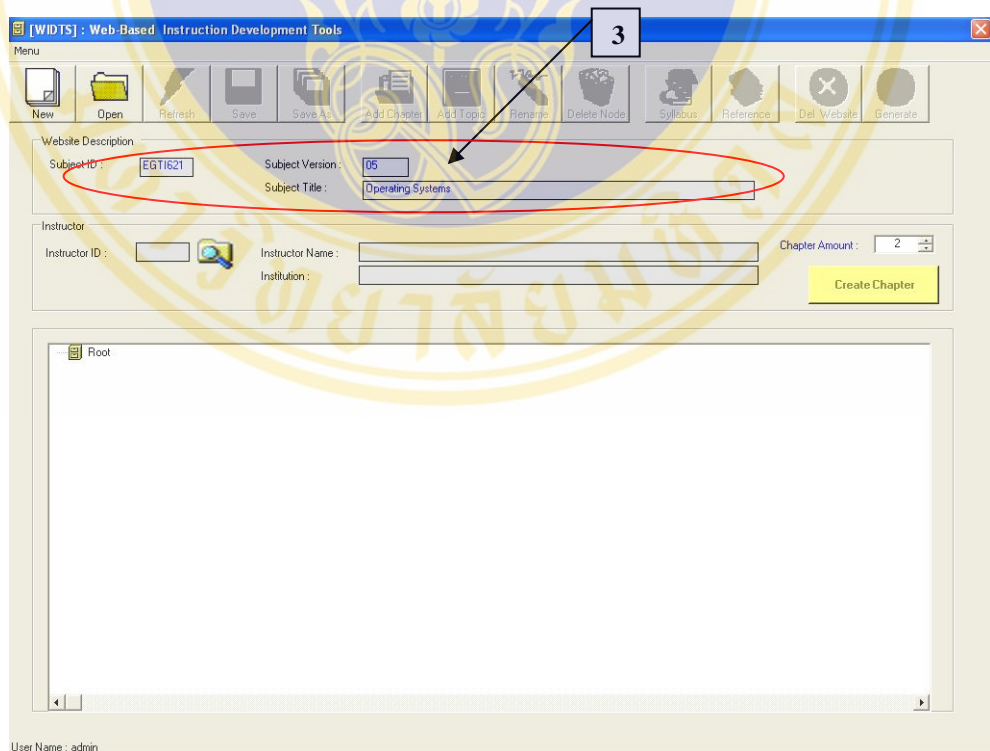 3
[WIDTS] : Web-Based Instruction Development Tools
Menu
New Open Refresh Save Save As Add Chapter Add Topic Rename Delete Node Syllabus Reference Del Website Generate
Website Description
Subject ID : EGTI621 Subject Version : 05
Subject Title : Operating Systems
Instructor
Instructor ID : Instructor Name : Chapter Amount : 2
Institution :
Create Chapter
Root
User Name : admin